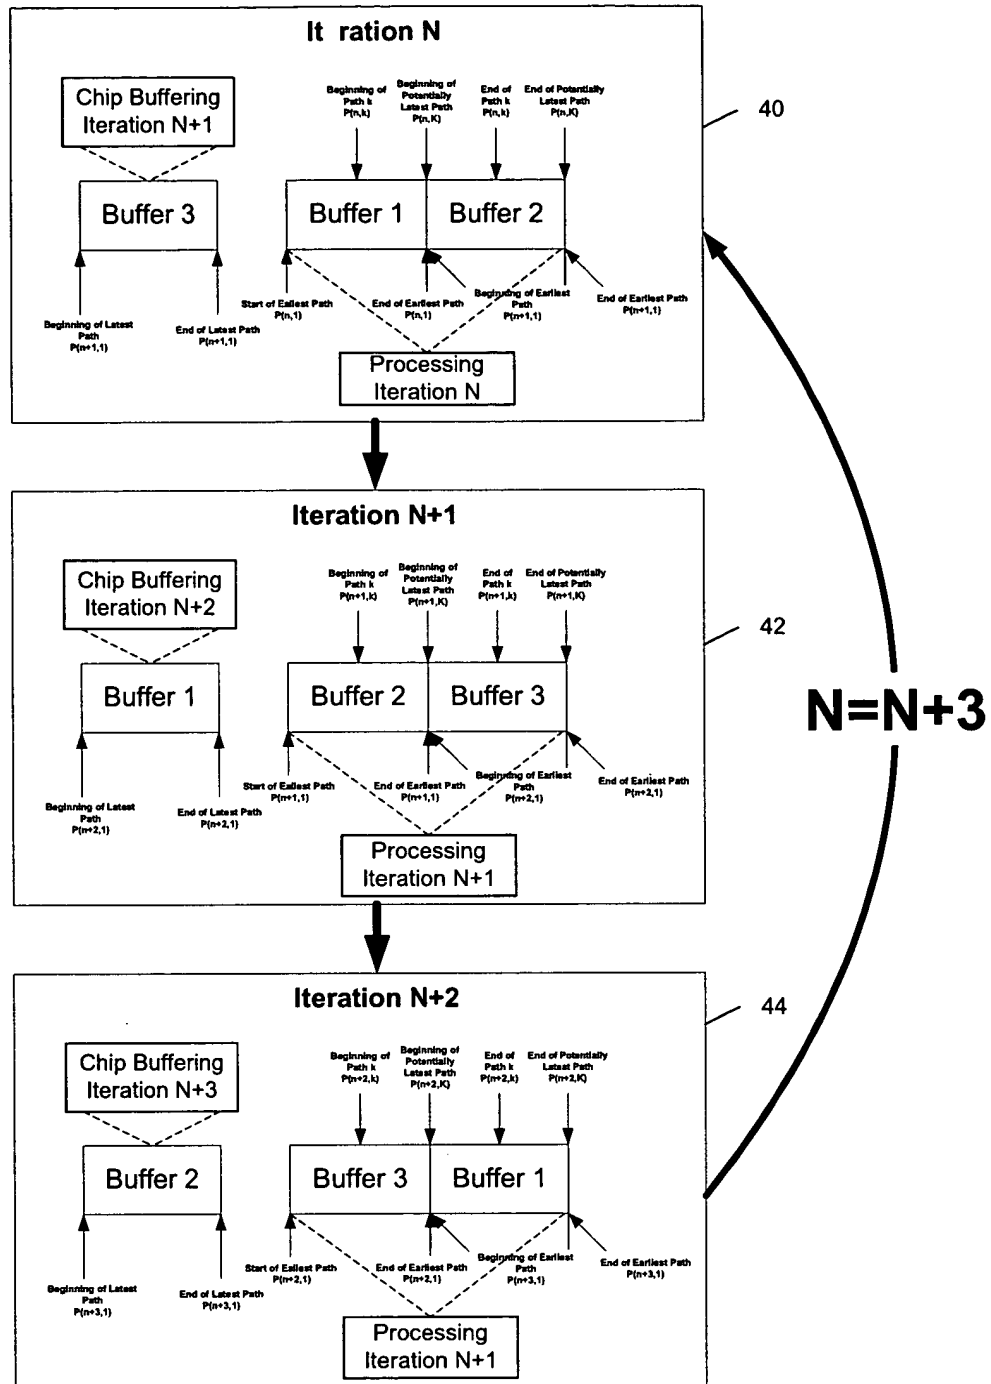 It ration N
Chip Buffering
Iteration N+1
Beginning of
Path k
P(n,k)
Beginning of
Potentially
Latest Path
P(n,K)
End of
Path k
P(n,k)
End of Potentially
Latest Path
P(n,K)
40
Buffer 3
Buffer 1
Buffer 2
Beginning of Latest
Path
P(n+1,1)
End of Latest Path
P(n+1,1)
Start of Eailest Path
P(n,1)
End of Earliest Path
P(n,1)
Beginning of Earliest
Path
P(n+1,1)
End of Earliest Path
P(n+1,1)
Processing
Iteration N
Iteration N+1
Chip Buffering
Iteration N+2
Beginning of
Path k
P(n+1,k)
Beginning of
Potentially
Latest Path
P(n+1,K)
End of
Path k
P(n+1,k)
End of Potentially
Latest Path
P(n+1,K)
42
Buffer 1
Buffer 2
Buffer 3
Beginning of Latest
Path
P(n+2,1)
End of Latest Path
P(n+2,1)
Start of Eailest Path
P(n+1,1)
End of Earliest Path
P(n+1,1)
Beginning of Earliest
Path
P(n+2,1)
End of Earliest Path
P(n+2,1)
Processing
Iteration N+1
N=N+3
Iteration N+2
Chip Buffering
Iteration N+3
Beginning of
Path k
P(n+2,k)
Beginning of
Potentially
Latest Path
P(n+2,K)
End of
Path k
P(n+2,k)
End of Potentially
Latest Path
P(n+2,K)
44
Buffer 2
Buffer 3
Buffer 1
Beginning of Latest
Path
P(n+3,1)
End of Latest Path
P(n+3,1)
Start of Eailest Path
P(n+2,1)
End of Earliest Path
P(n+2,1)
Beginning of Earliest
Path
P(n+3,1)
End of Earliest Path
P(n+3,1)
Processing
Iteration N+1